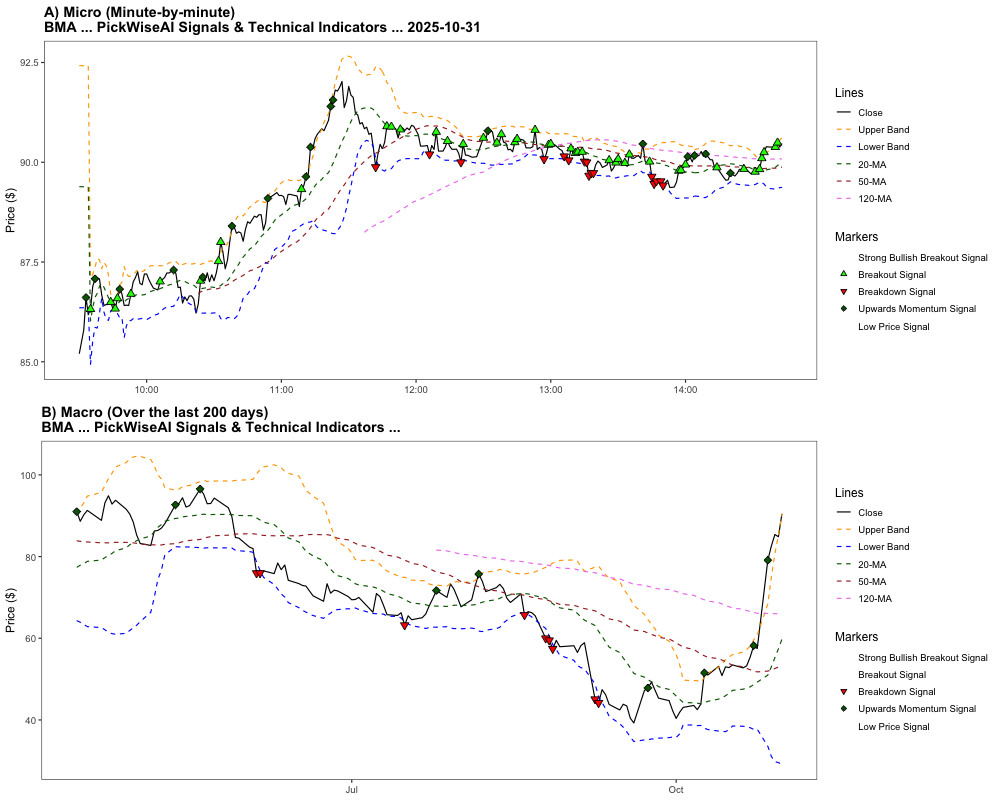 A) Micro (Minute-by-minute)
BMA ... PickWiseAI Signals & Technical Indicators ... 2025-10-31
Price ($)
92.5
90.0
87.5
85.0
10:00
11:00
12:00
13:00
14:00
Lines
Close
Upper Band
Lower Band
20-MA
50-MA
120-MA
Markers
Strong Bullish Breakout Signal
Breakout Signal
Breakdown Signal
Upwards Momentum Signal
Low Price Signal
B) Macro (Over the last 200 days)
BMA ... PickWiseAI Signals & Technical Indicators ...
Price ($)
100
80
60
40
Jul
Oct
Lines
Close
Upper Band
Lower Band
20-MA
50-MA
120-MA
Markers
Strong Bullish Breakout Signal
Breakout Signal
Breakdown Signal
Upwards Momentum Signal
Low Price Signal